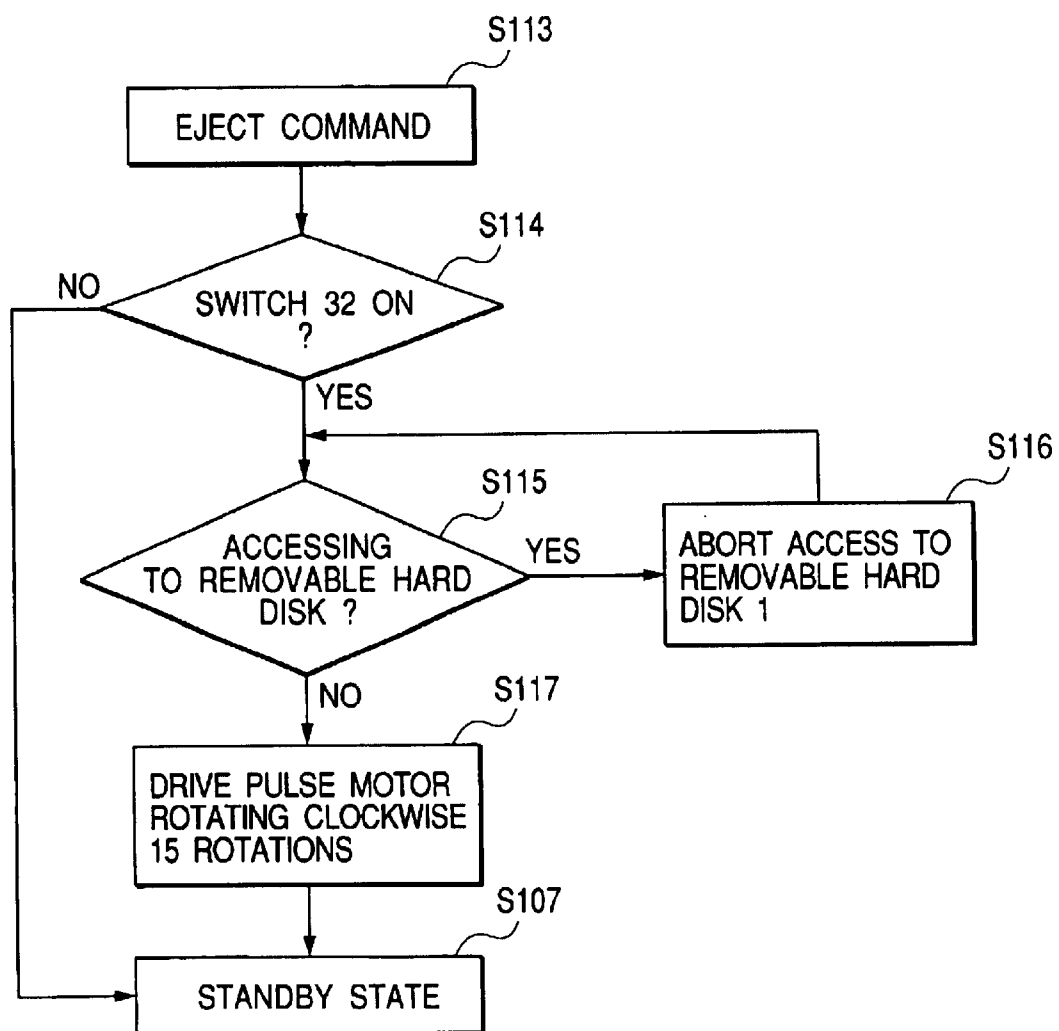 S113
EJECT COMMAND
S114
NO
SWITCH 32 ON
?
YES
S116
S115
ACCESSING
TO REMOVABLE HARD
DISK ?
YES
ABORT ACCESS TO
REMOVABLE HARD
DISK 1
NO
S117
DRIVE PULSE MOTOR
ROTATING CLOCKWISE
15 ROTATIONS
S107
STANDBY STATE